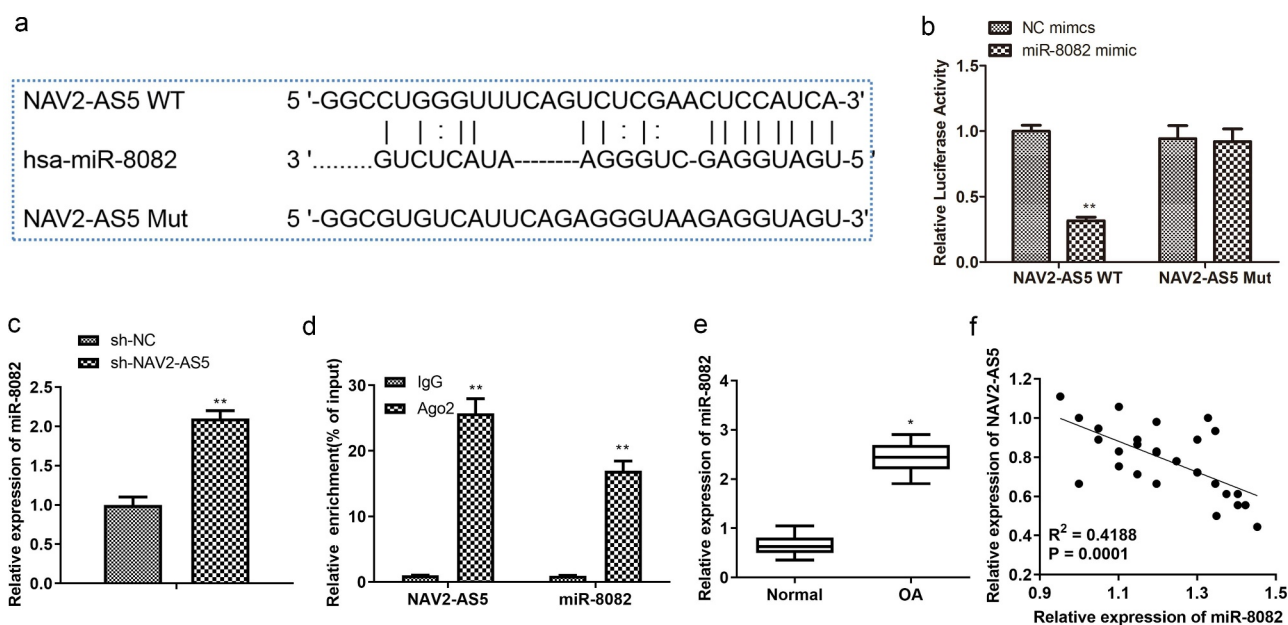 a
NAV2-AS5 WT 5 '-GGCCUGGGUUUCAGUCUCGAACUCCAUCA-3'
| | : | | | | : | : | | | | | | |
hsa-miR-8082 3 '.........GUCUCAUA--------AGGGUC-GAGGUAGU-5 '
NAV2-AS5 Mut 5 '-GGCGUGUCAUUCAGAGGGUAAGAGGUAGU-3'
b
NC mimcs
miR-8082 mimic
Relative Luciferase Activity
1.5
1.0
0.5
0.0
**
NAV2-AS5 WT NAV2-AS5 Mut
c
sh-NC
sh-NAV2-AS5
Relative expression of miR-8082
2.5
2.0
1.5
1.0
0.5
0.0
**
d
IgG
Ago2
Relative enrichment(% of input)
30
20
10
0
**
**
NAV2-AS5 miR-8082
e
Relative expression of miR-8082
4
3
2
1
0
*
Normal OA
f
Relative expression of NAV2-AS5
1.2
1.0
0.8
0.6
0.4
0.2
R² = 0.4188
P = 0.0001
0.9 1.1 1.3 1.5
Relative expression of miR-8082